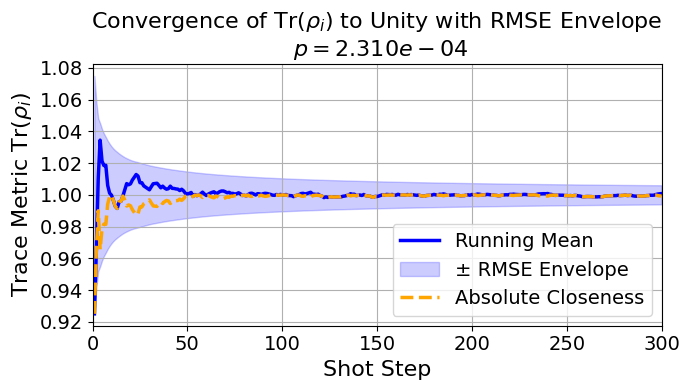 Convergence of Tr(ρᵢ) to Unity with RMSE Envelope
p = 2.310e − 04
1.08
1.06
1.04
1.02
1.00
0.98
0.96
0.94
0.92
Trace Metric Tr(ρᵢ)
Running Mean
± RMSE Envelope
Absolute Closeness
0 50 100 150 200 250 300
Shot Step